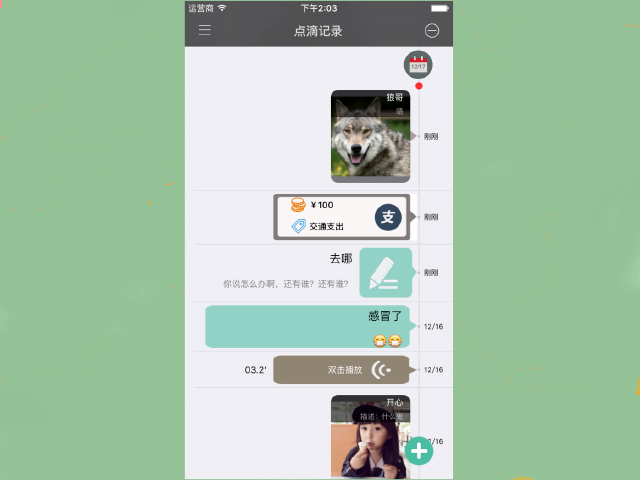 运营商 下午2:03
点滴记录
12/17
狼哥
嗯
刚刚
￥100
支
刚刚
交通支出
去哪
刚刚
你说怎么办啊，还有谁？还有谁？
感冒了
12/16
03.2' 双击播放 12/16
开心
描述：什么鬼